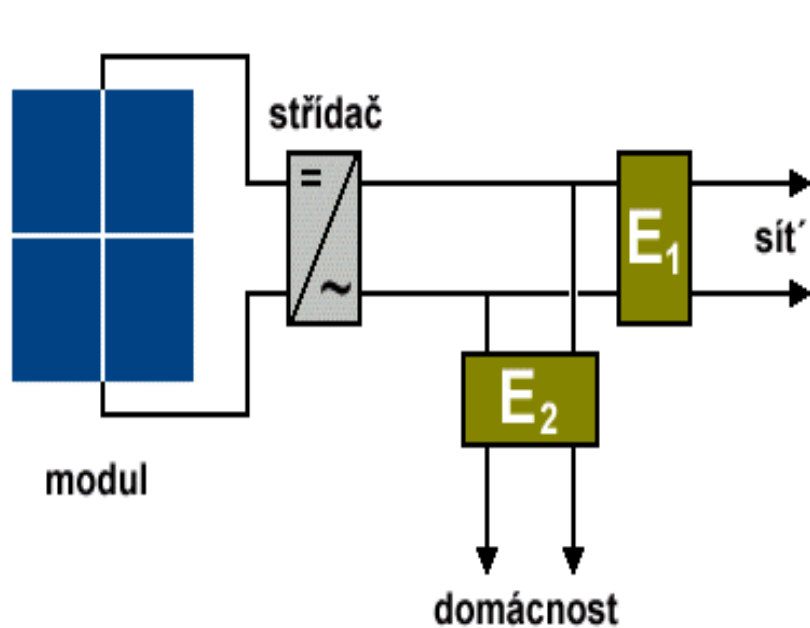 střídač
=
~
E1
síť
E2
modul
domácnost